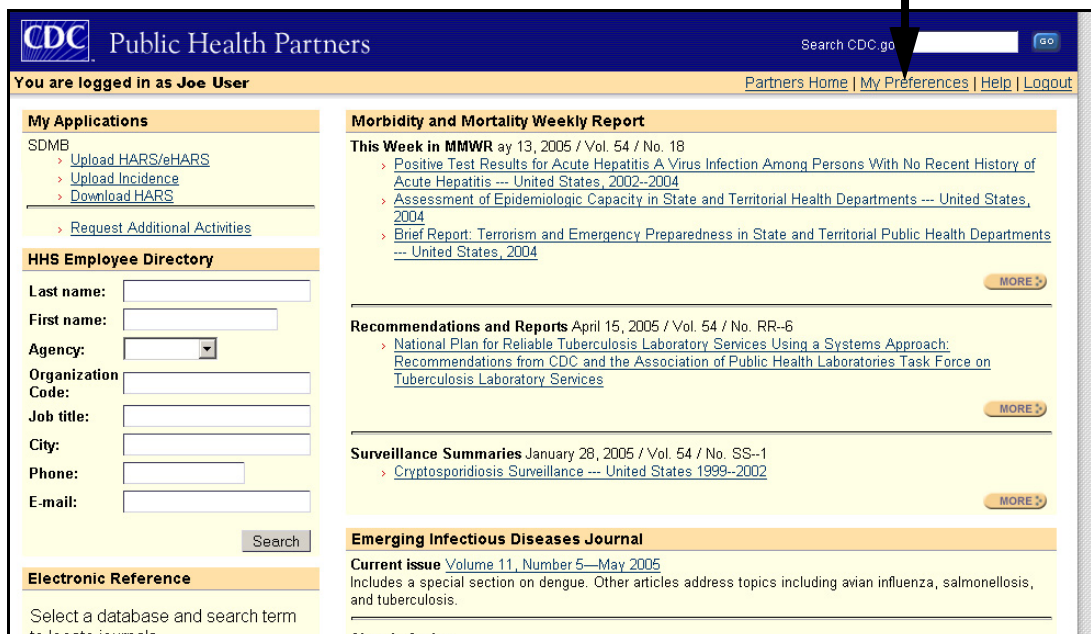 CDC Public Health Partners
Search CDC.go
GO
You are logged in as Joe User
Partners Home | My Preferences | Help | Logout
My Applications
SDMB
Upload HARS/eHARS
Upload Incidence
Download HARS
Request Additional Activities
HHS Employee Directory
Last name:
First name:
Agency:
Organization
Code:
Job title:
City:
Phone:
E-mail:
Search
Electronic Reference
Select a database and search term
to locate journals
Morbidity and Mortality Weekly Report
This Week in MMWR ay 13, 2005 / Vol. 54 / No. 18
Positive Test Results for Acute Hepatitis A Virus Infection Among Persons With No Recent History of
Acute Hepatitis --- United States, 2002--2004
Assessment of Epidemiologic Capacity in State and Territorial Health Departments --- United States,
2004
Brief Report: Terrorism and Emergency Preparedness in State and Territorial Public Health Departments
--- United States, 2004
MORE
Recommendations and Reports April 15, 2005 / Vol. 54 / No. RR--6
National Plan for Reliable Tuberculosis Laboratory Services Using a Systems Approach:
Recommendations from CDC and the Association of Public Health Laboratories Task Force on
Tuberculosis Laboratory Services
MORE
Surveillance Summaries January 28, 2005 / Vol. 54 / No. SS--1
Cryptosporidiosis Surveillance --- United States 1999--2002
MORE
Emerging Infectious Diseases Journal
Current issue Volume 11, Number 5—May 2005
Includes a special section on dengue. Other articles address topics including avian influenza, salmonellosis,
and tuberculosis.